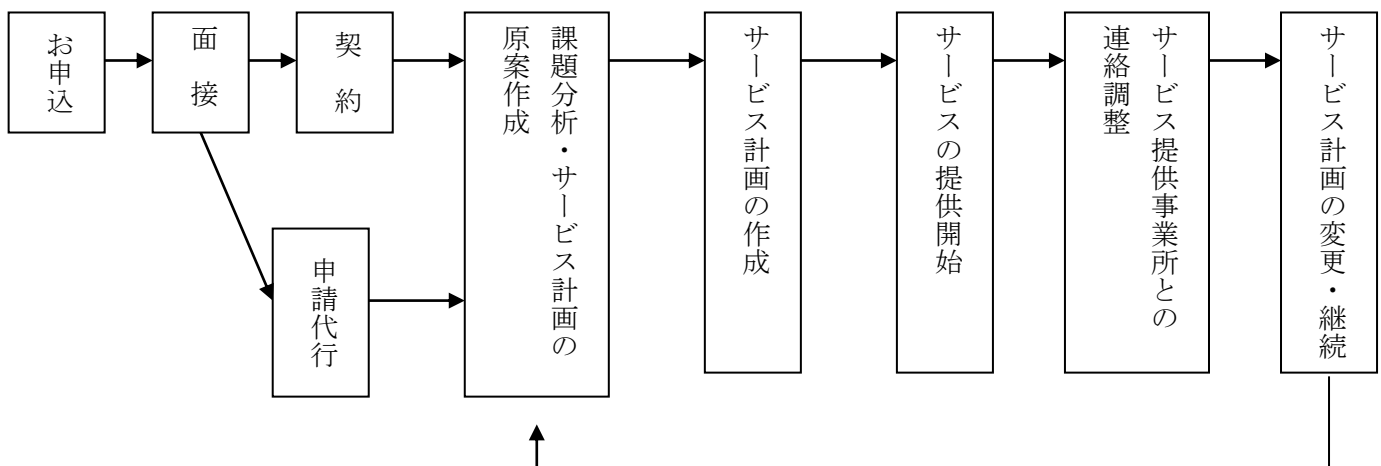 お申込
面接
契約
申請代行
課題分析・サービス計画の
原案作成
サービス計画の作成
サービスの提供開始
サービス提供事業所との
連絡調整
サービス計画の変更・継続